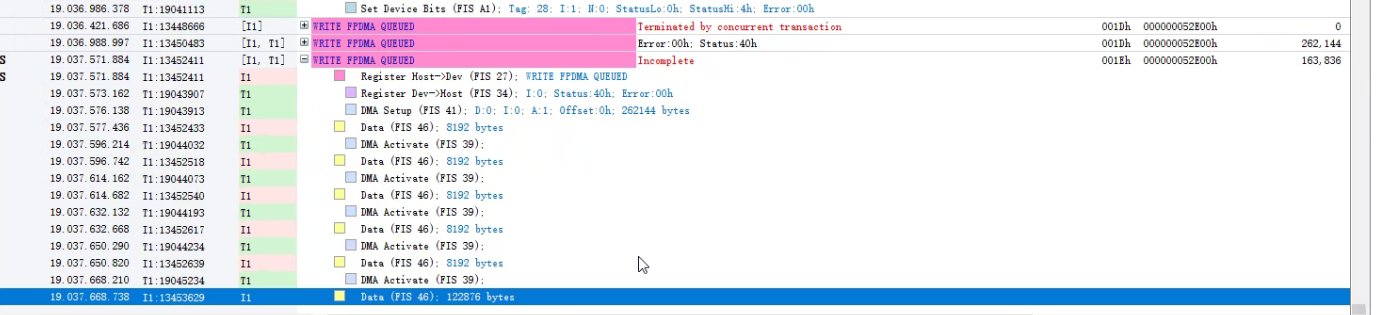 19.036.986.378 T1:19041113 T1 Set Device Bits (FIS A1); Tag: 28; I:1; N:0; StatusLo:0h; StatusHi:4h; Error:00h
19.036.421.686 I1:13448666 [I1] WRITE FPDMA QUEUED Terminated by concurrent transaction 001Dh 000000052E00h 0
19.036.988.997 I1:13450483 [I1, T1] WRITE FPDMA QUEUED Error:00h; Status:40h 001Dh 000000052E00h 262,144
S 19.037.571.884 I1:13452411 [I1, T1] WRITE FPDMA QUEUED Incomplete 001Eh 000000052E00h 163,836
S 19.037.571.884 I1:13452411 I1 Register Host->Dev (FIS 27); WRITE FPDMA QUEUED
19.037.573.162 T1:19043907 T1 Register Dev->Host (FIS 34); I:0; Status:40h; Error:00h
19.037.576.138 T1:19043913 T1 DMA Setup (FIS 41); D:0; I:0; A:1; Offset:0h; 262144 bytes
19.037.577.436 I1:13452433 I1 Data (FIS 46); 8192 bytes
19.037.596.214 T1:19044032 T1 DMA Activate (FIS 39);
19.037.596.742 I1:13452518 I1 Data (FIS 46); 8192 bytes
19.037.614.162 T1:19044073 T1 DMA Activate (FIS 39);
19.037.614.682 I1:13452540 I1 Data (FIS 46); 8192 bytes
19.037.632.132 T1:19044193 T1 DMA Activate (FIS 39);
19.037.632.668 I1:13452617 I1 Data (FIS 46); 8192 bytes
19.037.650.290 T1:19044234 T1 DMA Activate (FIS 39);
19.037.650.820 I1:13452639 I1 Data (FIS 46); 8192 bytes
19.037.668.210 T1:19045234 T1 DMA Activate (FIS 39);
19.037.668.738 I1:13453629 I1 Data (FIS 46); 122876 bytes